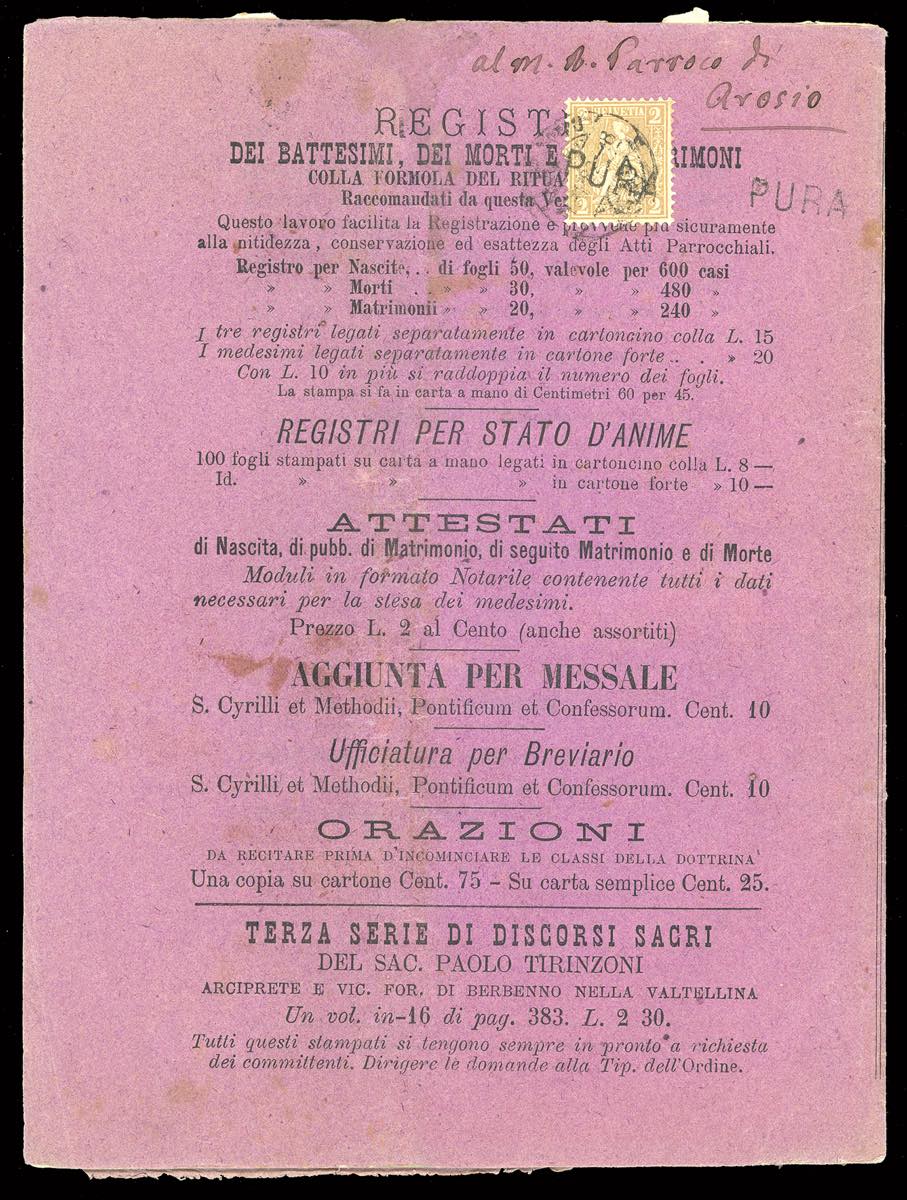 al M. R. Parroco di
Arosio
REGIST
DEI BATTESIMI, DEI MORTI E RIMONI
COLLA FORMOLA DEL RITUA
Raccomandati da questa Ve
2 HELVETIA 2
PURA
2 2
PURA
Questo lavoro facilita la Registrazione e provvede più sicuramente
alla nitidezza, conservazione ed esattezza degli Atti Parrocchiali.
Registro per Nascite, . . di fogli 50, valevole per 600 casi
» » Morti . » » 30, » » 480 »
» » Matrimonii » » 20, » » 240 »
I tre registri legati separatamente in cartoncino colla L. 15
I medesimi legati separatamente in cartone forte .. . » 20
Con L. 10 in più si raddoppia il numero dei fogli.
La stampa si fa in carta a mano di Centimetri 60 per 45.
REGISTRI PER STATO D'ANIME
100 fogli stampati su carta a mano legati in cartoncino colla L. 8 —
Id. » » » in cartone forte » 10 —
ATTESTATI
di Nascita, di pubb. di Matrimonio, di seguito Matrimonio e di Morte
Moduli in formato Notarile contenente tutti i dati
necessari per la stesa dei medesimi.
Prezzo L. 2 al Cento (anche assortiti)
AGGIUNTA PER MESSALE
S. Cyrilli et Methodii, Pontificum et Confessorum. Cent. 10
Ufficiatura per Breviario
S. Cyrilli et Methodii, Pontificum et Confessorum. Cent. 10
ORAZIONI
DA RECITARE PRIMA D'INCOMINCIARE LE CLASSI DELLA DOTTRINA
Una copia su cartone Cent. 75 - Su carta semplice Cent. 25.
TERZA SERIE DI DISCORSI SACRI
DEL SAC. PAOLO TIRINZONI
ARCIPRETE E VIC. FOR. DI BERBENNO NELLA VALTELLINA
Un vol. in-16 di pag. 383. L. 2 30.
Tutti questi stampati si tengono sempre in pronto a richiesta
dei committenti. Dirigere le domande alla Tip. dell'Ordine.